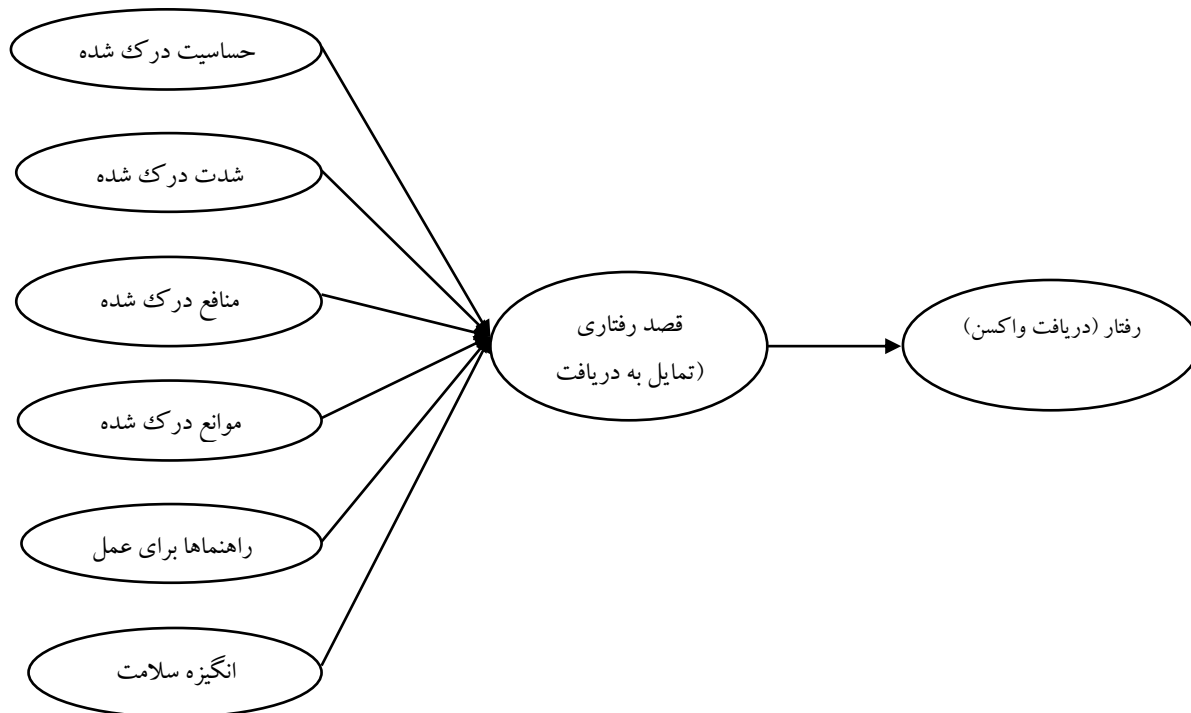 حساسیت درک شده
شدت درک شده
منافع درک شده
موانع درک شده
راهنماها برای عمل
انگیزه سلامت
قصد رفتاری
(تمایل به دریافت
رفتار (دریافت واکسن)